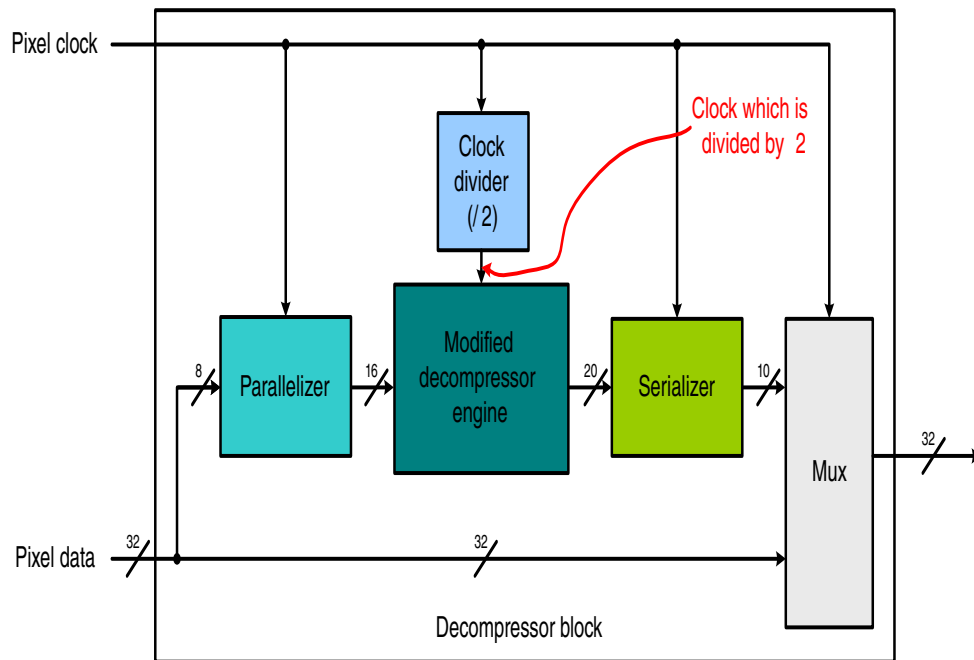 Pixel clock
Clock which is
divided by 2
Clock
divider
(/ 2)
Modified
decompressor
engine
8
Parallelizer
16
20
Serializer
10
Mux
32
Pixel data
32
32
Decompressor block